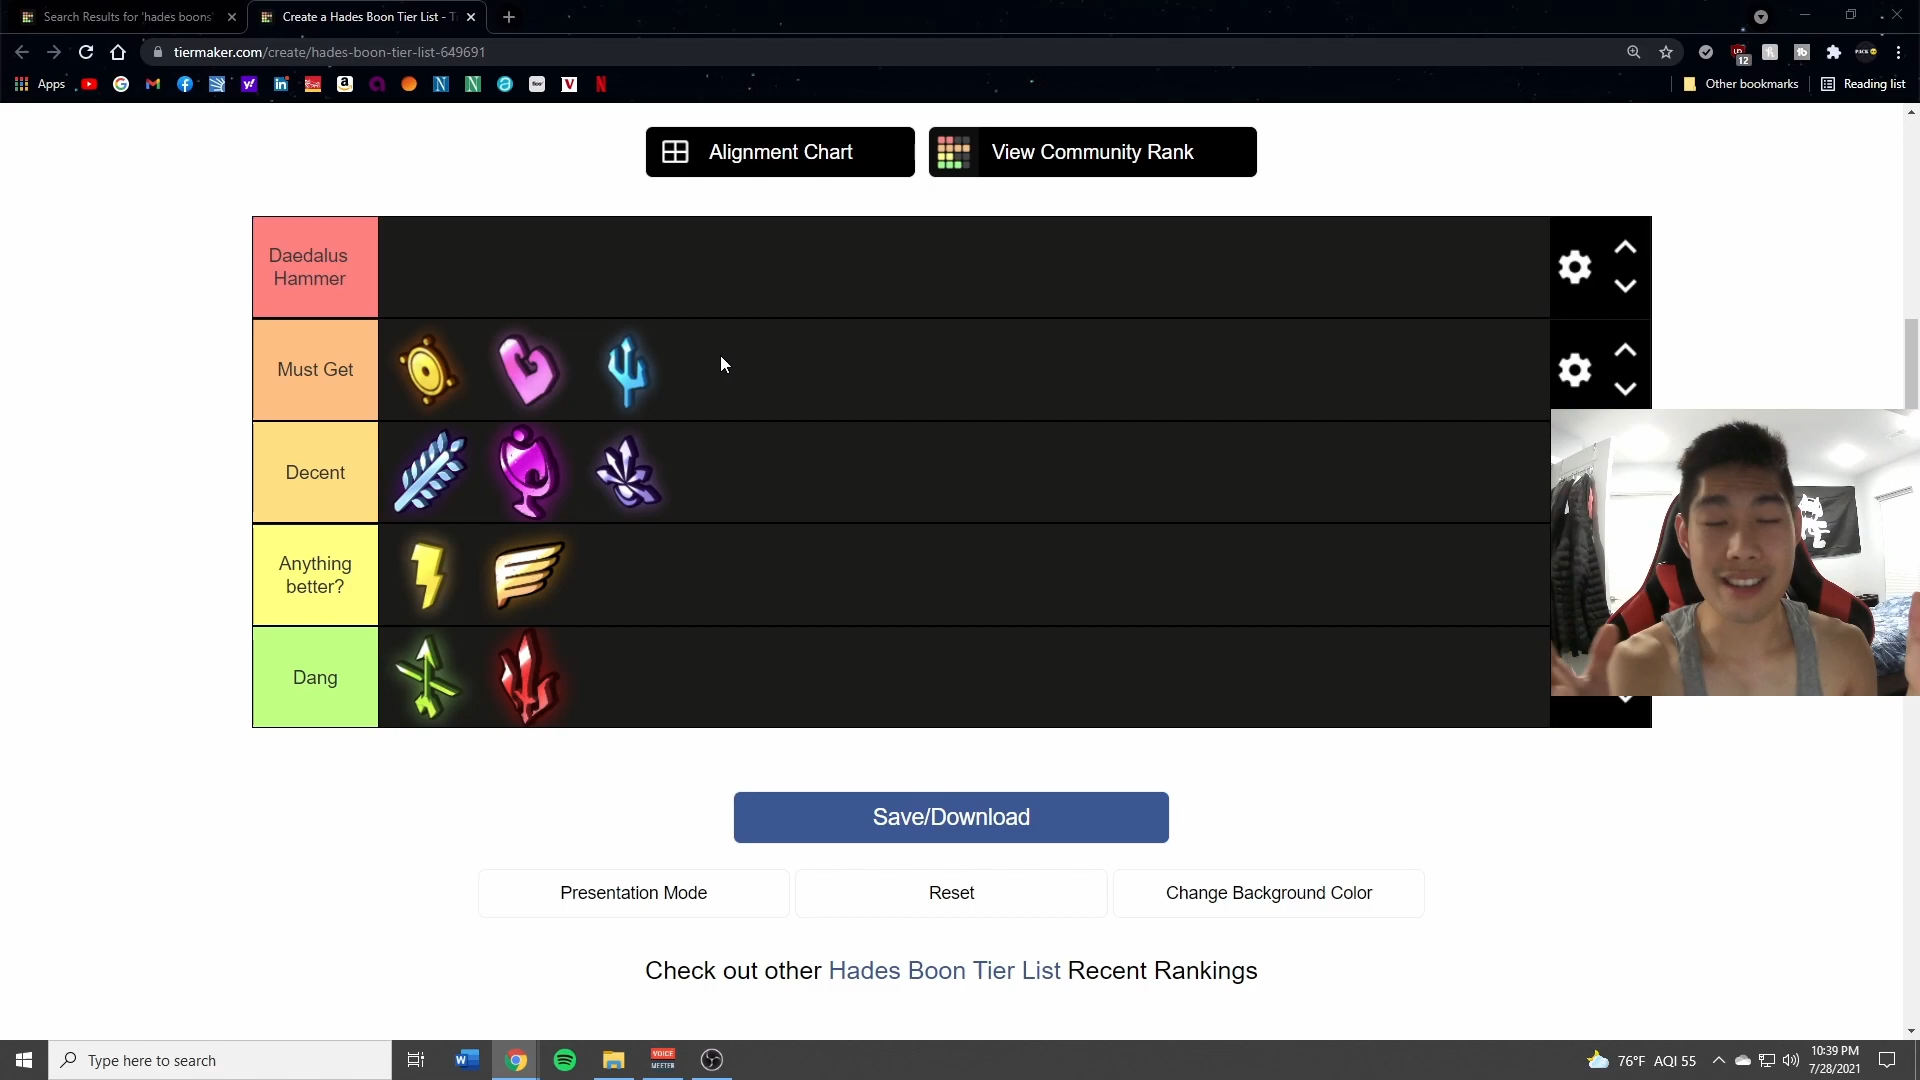 Search Results for 'hades boons'
Create a Hades Boon Tier List - T
tiermaker.com/create/hades-boon-tier-list-649691
12
Apps
Other bookmarks
Reading list
Alignment Chart
View Community Rank
Daedalus
Hammer
Must Get
Decent
Anything
better?
Dang
Save/Download
Presentation Mode
Reset
Change Background Color
Check out other Hades Boon Tier List Recent Rankings
Type here to search
VOICE
MEETER
76°F AQI 55
10:39 PM
7/28/2021